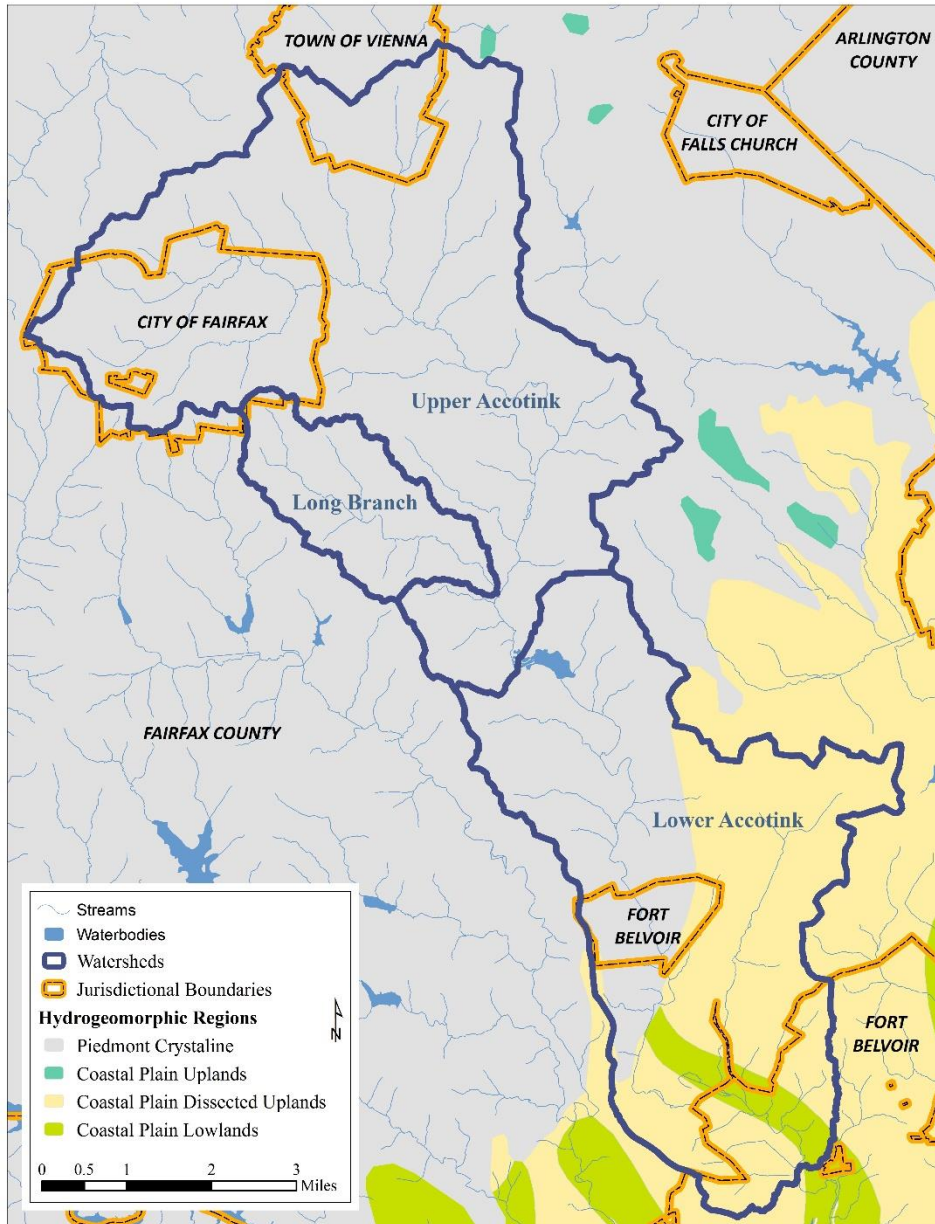 TOWN OF VIENNA
ARLINGTON
COUNTY
CITY OF
FALLS CHURCH
CITY OF FAIRFAX
Upper Accotink
Long Branch
FAIRFAX COUNTY
Lower Accotink
FORT
BELVOIR
FORT
BELVOIR
Streams
Waterbodies
Watersheds
Jurisdictional Boundaries
Hydrogeomorphic Regions
N
Piedmont Crystaline
Coastal Plain Uplands
Coastal Plain Dissected Uplands
Coastal Plain Lowlands
0 0.5 1 2 3
Miles